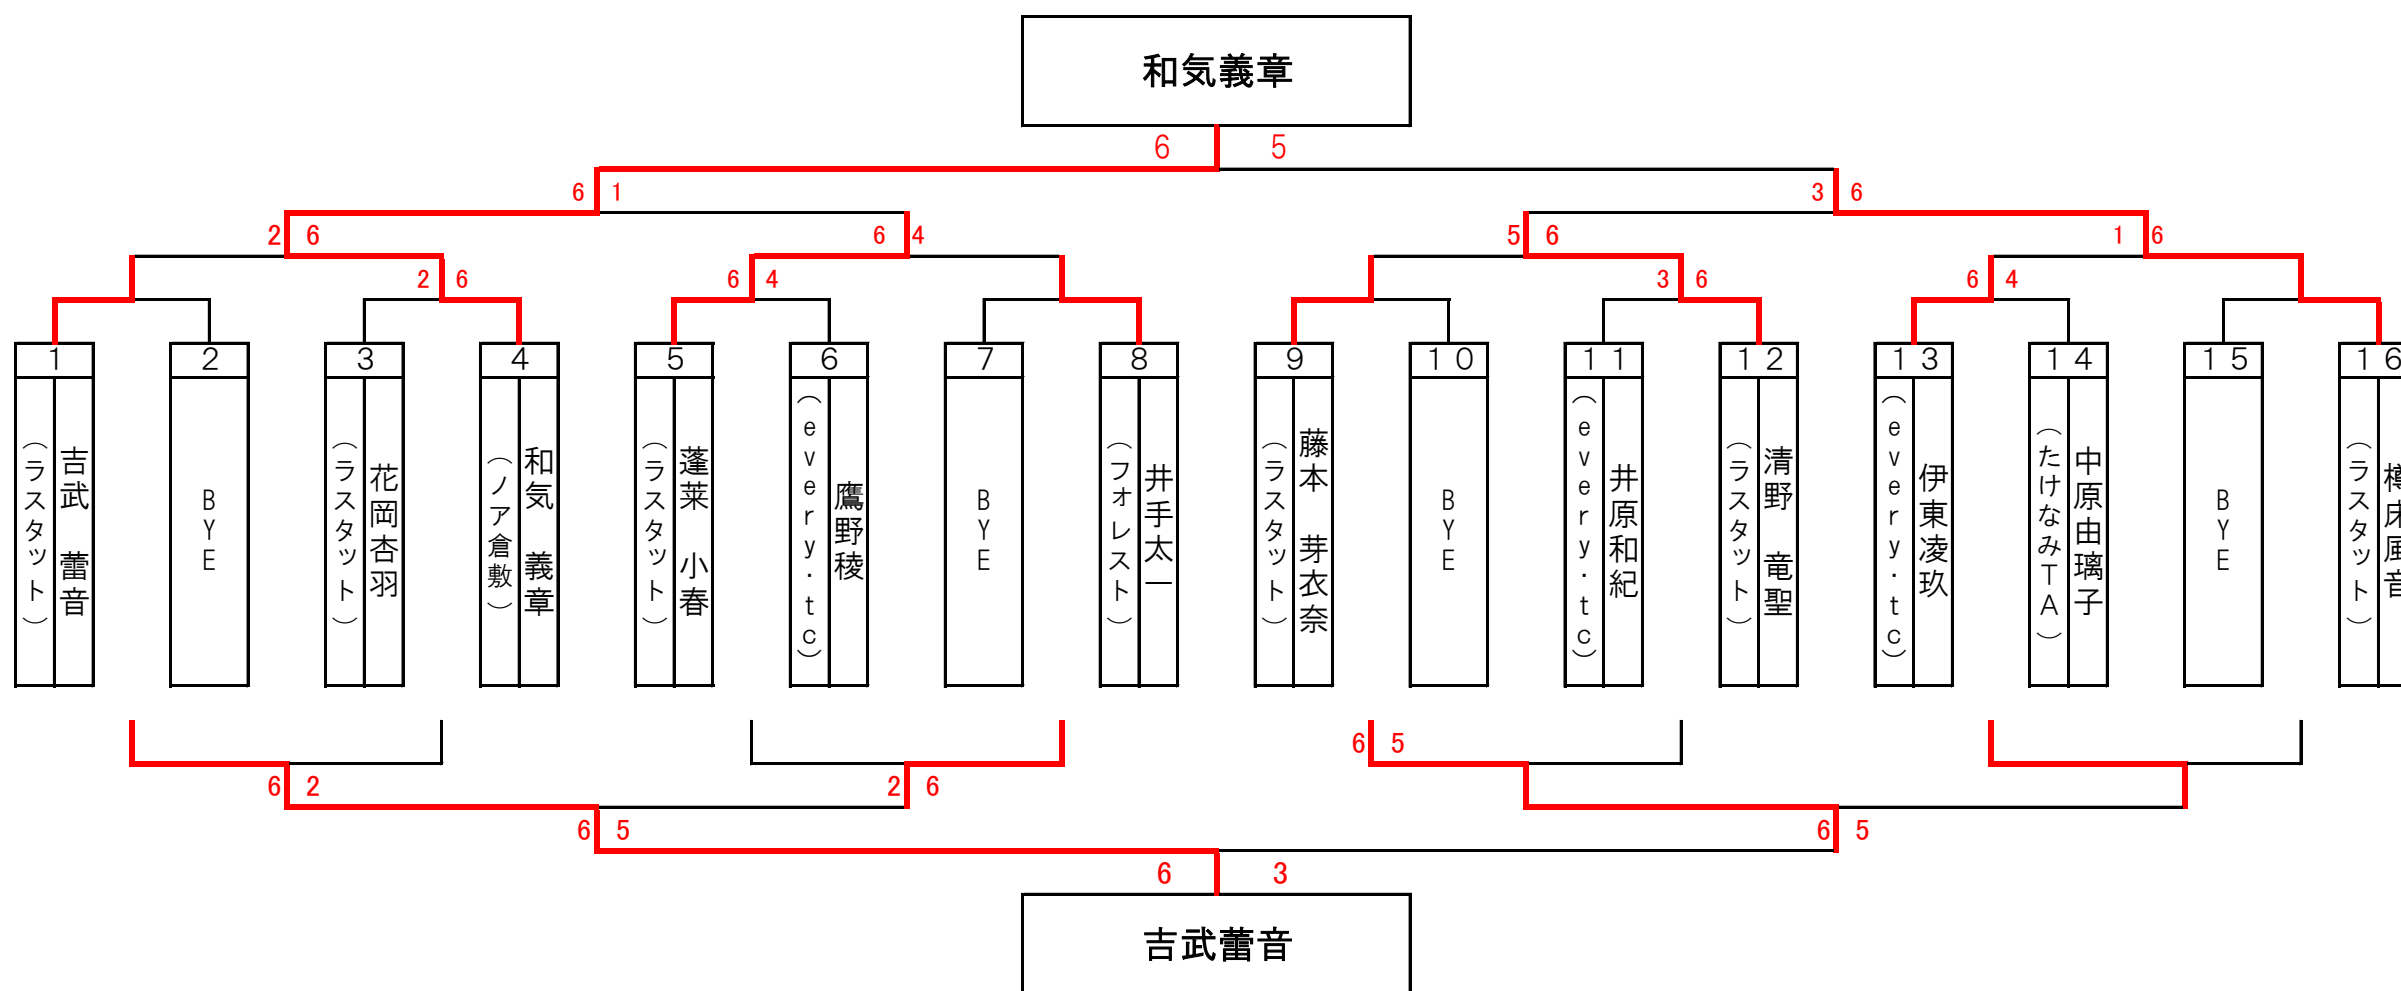 和気義章
6 5
6 1 3 6
2 6 6 4 5 6 1 6
2 6 6 4 3 6 6 4
1 2 3 4 5 6 7 8 9 10 11 12 13 14 15 16
吉武 蕾音
(ラスタット)
BYE
花岡杏羽
(ラスタット)
和気 義章
(ノア倉敷)
蓬莱 小春
(ラスタット)
鷹野稜
(every.tc)
BYE
井手太一
(フォレスト)
藤本 芽衣奈
(ラスタット)
BYE
井原和紀
(every.tc)
清野 竜聖
(ラスタット)
伊東凌玖
(every.tc)
中原由璃子
(たけなみTA)
BYE
樽床風音
(ラスタット)
6 5
6 2 2 6
6 5 6 5
6 3
吉武蕾音